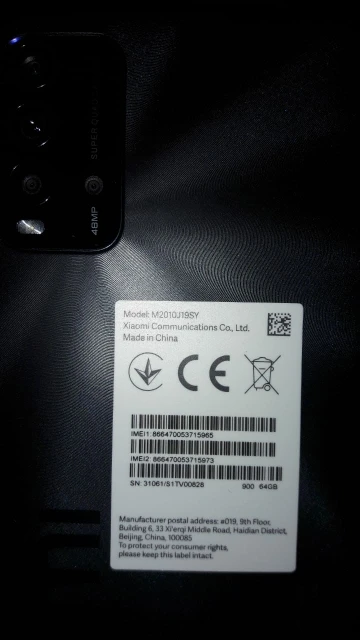 SUPER
48MP
Model: M2010J19SY
Xiaomi Communications Co., Ltd.
Made in China
CE
IMEI1: 866470053715965
IMEI2: 866470053715973
SN: 31061/S1TV00828 900 64GB
Manufacturer postal address: #019, 9th Floor,
Building 6, 33 Xi'erqi Middle Road, Haidian District,
Beijing, China, 100085
To protect your consumer rights,
please keep this label intact.